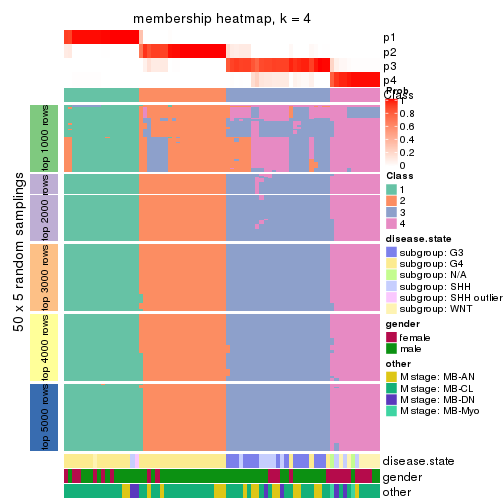 membership heatmap, k = 4
p1
p2
p3
p4
Class
Prob
0.8
0.6
0.4
0.2
0
Class
1
2
3
4
disease.state
subgroup: G3
subgroup: G4
subgroup: N/A
subgroup: SHH
subgroup: SHH outlier
subgroup: WNT
gender
female
male
other
M stage: MB-AN
M stage: MB-CL
M stage: MB-DN
M stage: MB-Myo
50 x 5 random samplings
top 1000 rows
top 2000 rows
top 3000 rows
top 4000 rows
top 5000 rows
disease.state
gender
other